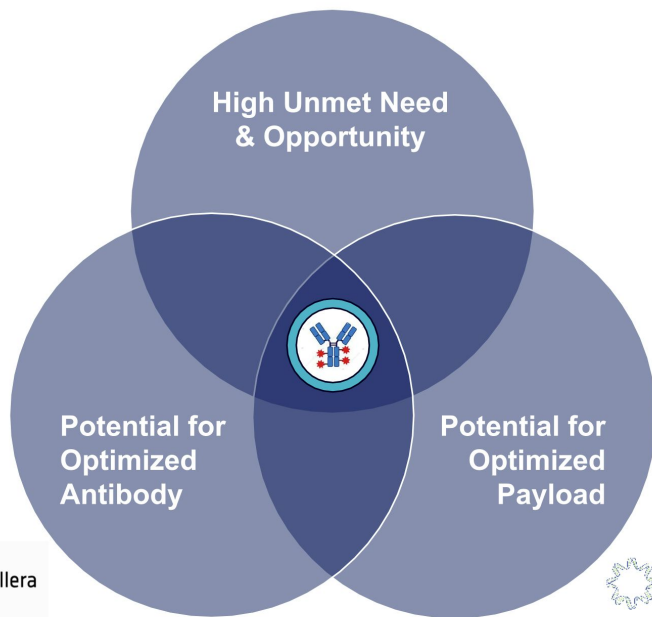 High Unmet Need
& Opportunity
Potential for
Optimized
Antibody
Potential for
Optimized
Payload
llera